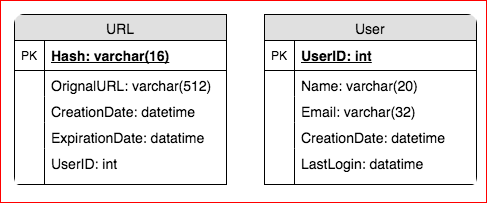 URL
PK Hash: varchar(16)
OrignalURL: varchar(512)
CreationDate: datetime
ExpirationDate: datatime
UserID: int
User
PK UserID: int
Name: varchar(20)
Email: varchar(32)
CreationDate: datetime
LastLogin: datatime